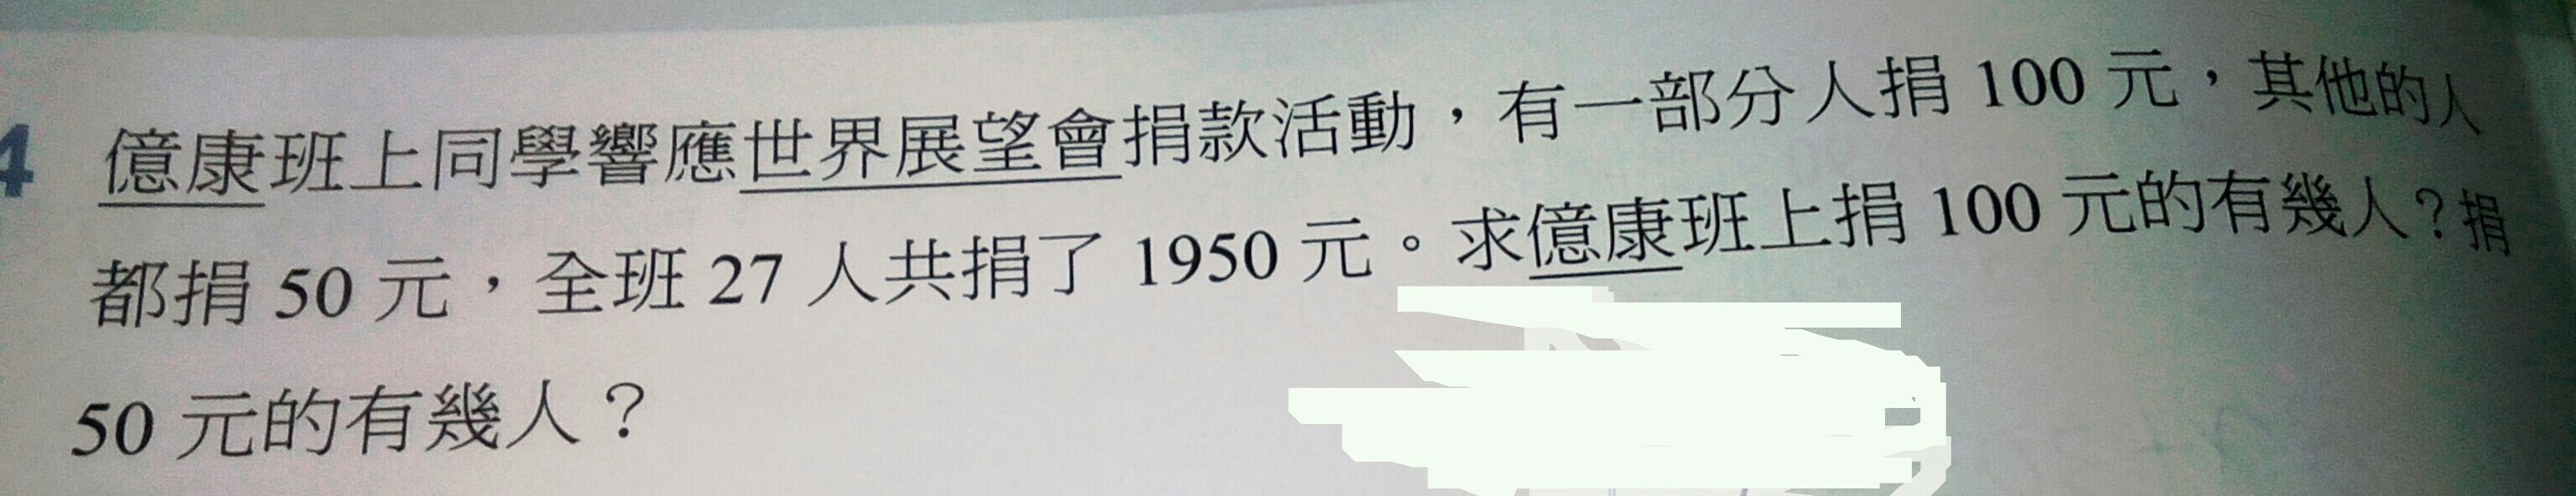 4 億康班上同學響應世界展望會捐款活動，有一部分人捐 100 元，其他的人
都捐 50 元，全班 27 人共捐了 1950 元。求億康班上捐 100 元的有幾人？捐
50 元的有幾人？